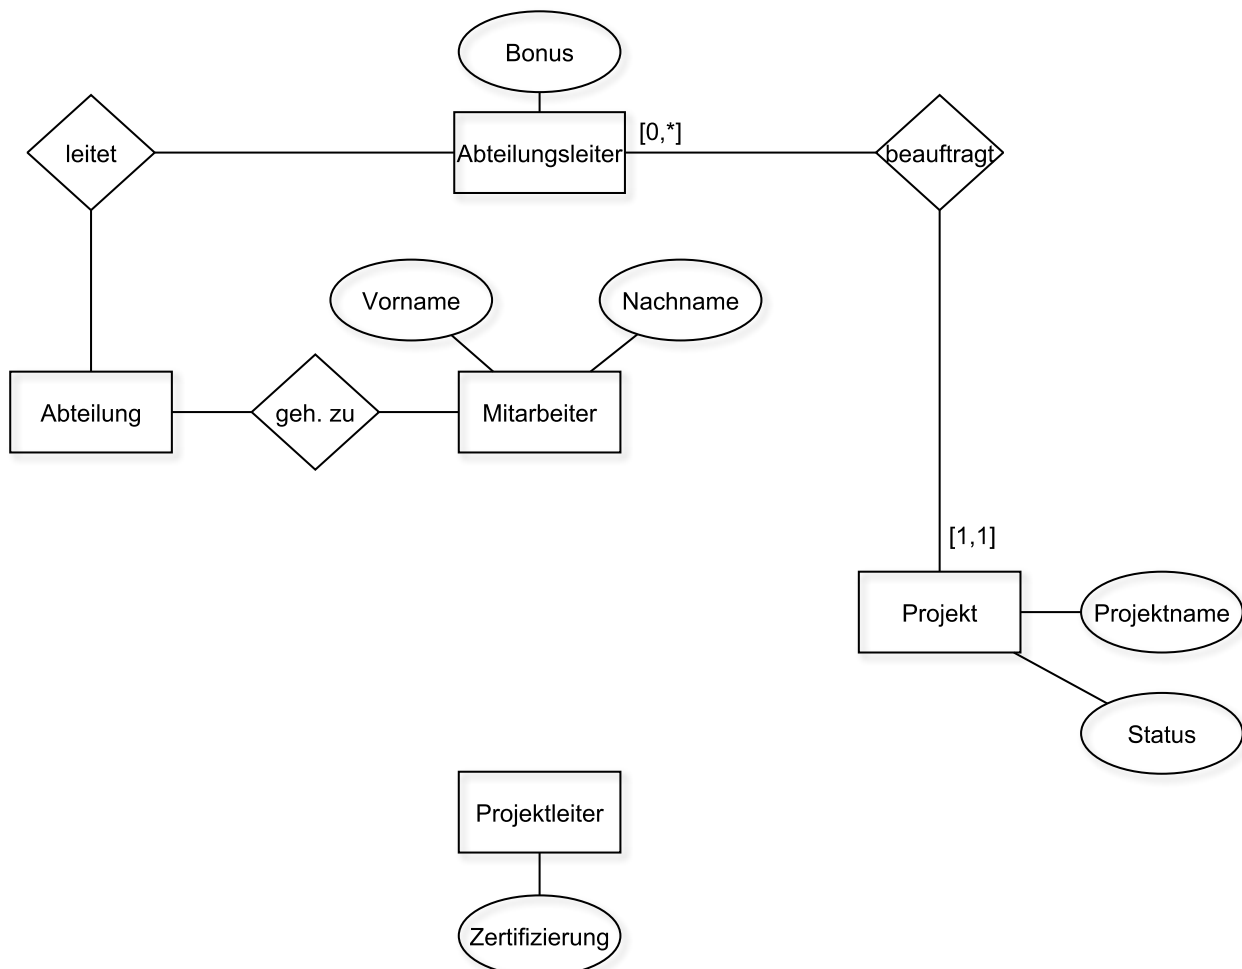 Bonus
leitet
Abteilungsleiter
[0,*]
beauftragt
Vorname
Nachname
Abteilung
geh. zu
Mitarbeiter
[1,1]
Projekt
Projektname
Status
Projektleiter
Zertifizierung